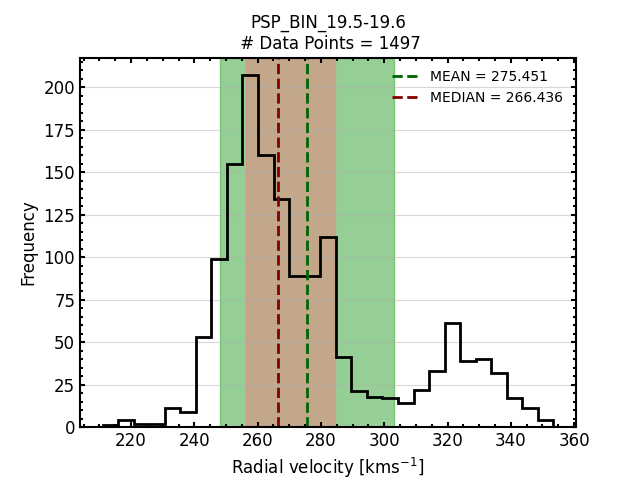 PSP_BIN_19.5-19.6
# Data Points = 1497
MEAN = 275.451
MEDIAN = 266.436
Frequency
200
175
150
125
100
75
50
25
0
220 240 260 280 300 320 340 360
Radial velocity [kms⁻¹]